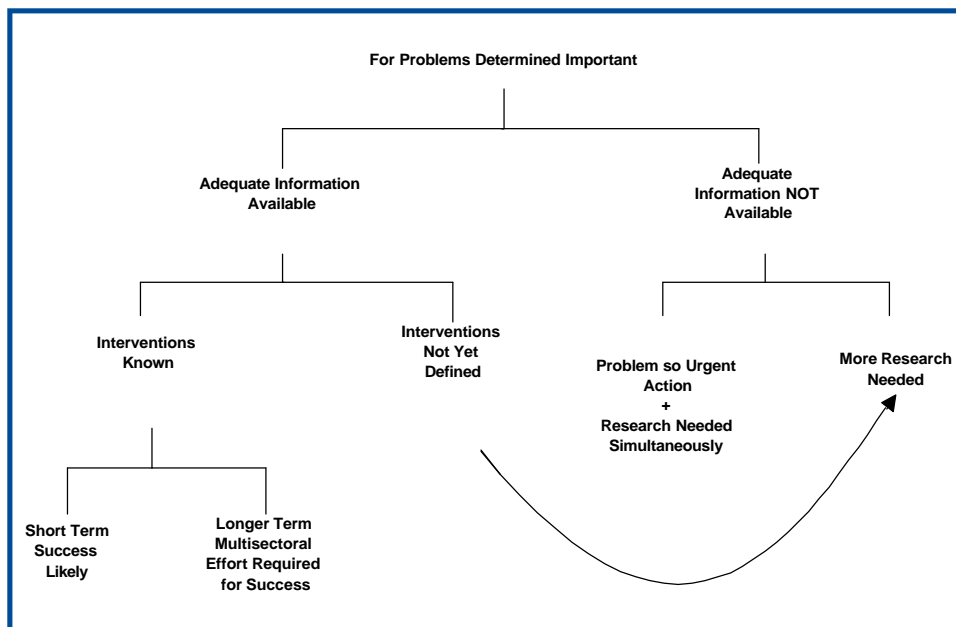 For Problems Determined Important
Adequate Information
Available
Adequate
Information NOT
Available
Interventions
Known
Interventions
Not Yet
Defined
Problem so Urgent
Action
+
Research Needed
Simultaneously
More Research
Needed
Short Term
Success
Likely
Longer Term
Multisectoral
Effort Required
for Success